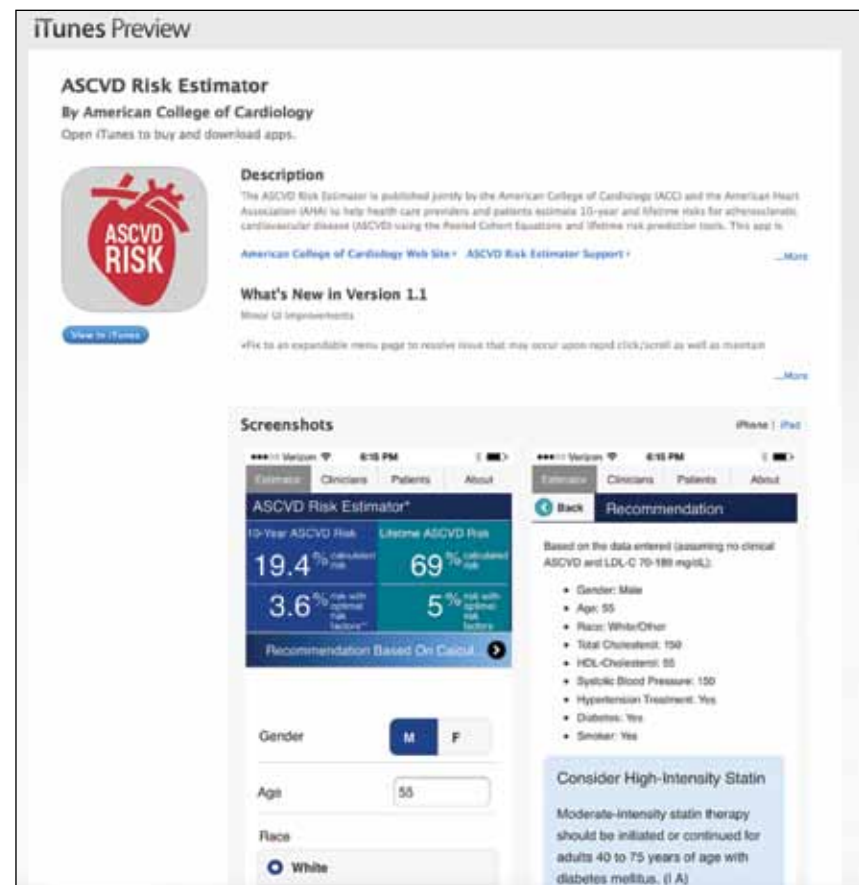 iTunes Preview
ASCVD Risk Estimator
By American College of Cardiology
Open iTunes to buy and download apps.
ASCVD
RISK
View In iTunes
Description
The ASCVD Risk Estimator is published jointly by the American College of Cardiology (ACC) and the American Heart
Association (AHA) to help health care providers and patients estimate 10-year and lifetime risks for atherosclerotic
cardiovascular disease (ASCVD) using the Pooled Cohort Equations and lifetime risk prediction tools. This app is
American College of Cardiology Web Site ASCVD Risk Estimator Support
...More
What's New in Version 1.1
Minor UI Improvements
•Fix to an expandable menu page to resolve issue that may occur upon rapid click/scroll as well as maintain
...More
Screenshots
iPhone | iPad
Verizon 6:15 PM
Estimator Clinicians Patients About
ASCVD Risk Estimator*
10-Year ASCVD Risk Lifetime ASCVD Risk
19.4 % calculated risk 69 % calculated risk
3.6 % risk with optimal risk factors** 5 % risk with optimal risk factors
Recommendation Based On Calcul
Gender M F
Age 55
Race
White
Verizon 6:15 PM
Estimator Clinicians Patients About
Back Recommendation
Based on the data entered (assuming no clinical
ASCVD and LDL-C 70-189 mg/dL):
• Gender: Male
• Age: 55
• Race: White/Other
• Total Cholesterol: 150
• HDL-Cholesterol: 55
• Systolic Blood Pressure: 150
• Hypertension Treatment: Yes
• Diabetes: Yes
• Smoker: Yes
Consider High-Intensity Statin
Moderate-intensity statin therapy
should be initiated or continued for
adults 40 to 75 years of age with
diabetes mellitus. (I A)